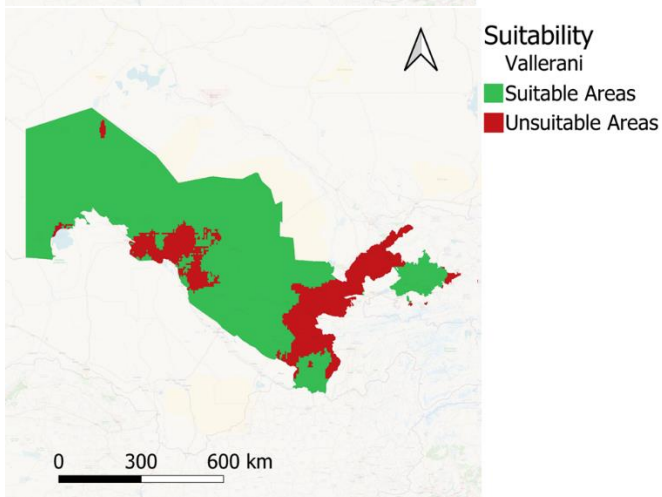 Suitability
Vallerani
Suitable Areas
Unsuitable Areas
0 300 600 km